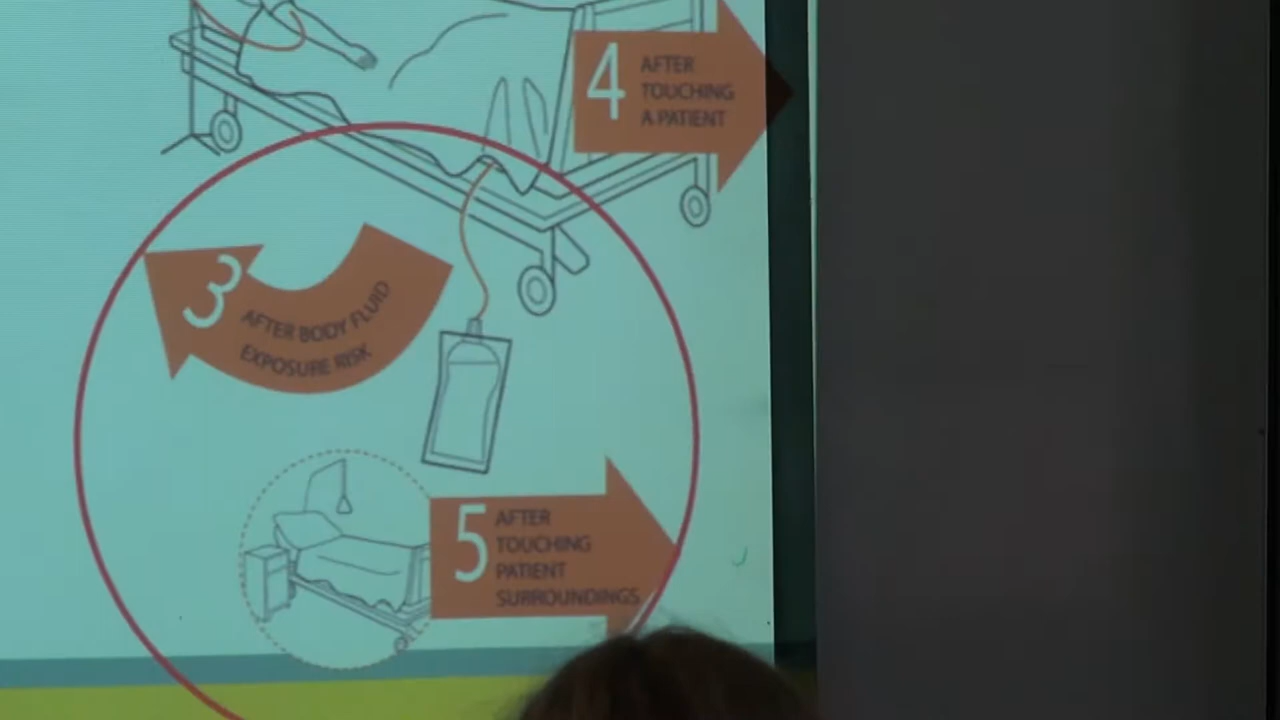 4
AFTER
TOUCHING
A PATIENT
3
AFTER BODY FLUID
EXPOSURE RISK
5
AFTER
TOUCHING
PATIENT
SURROUNDINGS